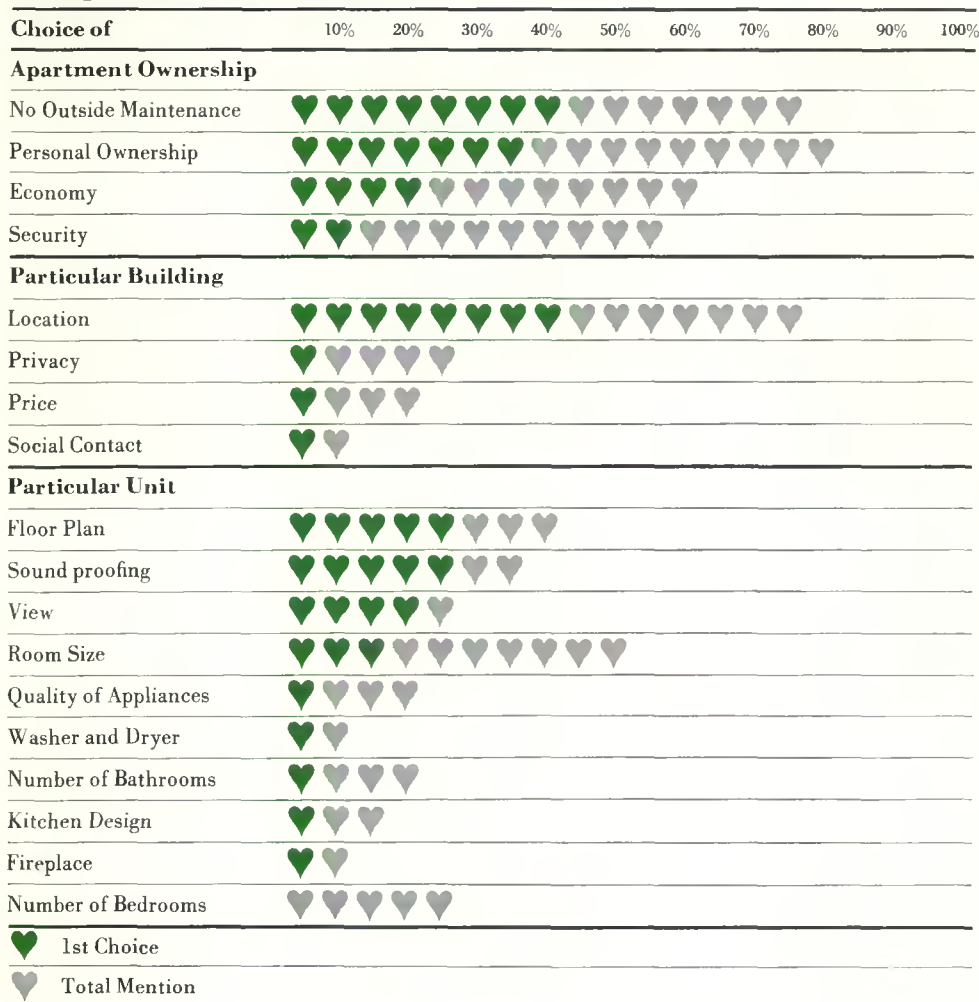 Choice of 10% 20% 30% 40% 50% 60% 70% 80% 90% 100%
Apartment Ownership
No Outside Maintenance
Personal Ownership
Economy
Security
Particular Building
Location
Privacy
Price
Social Contact
Particular Unit
Floor Plan
Sound proofing
View
Room Size
Quality of Appliances
Washer and Dryer
Number of Bathrooms
Kitchen Design
Fireplace
Number of Bedrooms
1st Choice
Total Mention